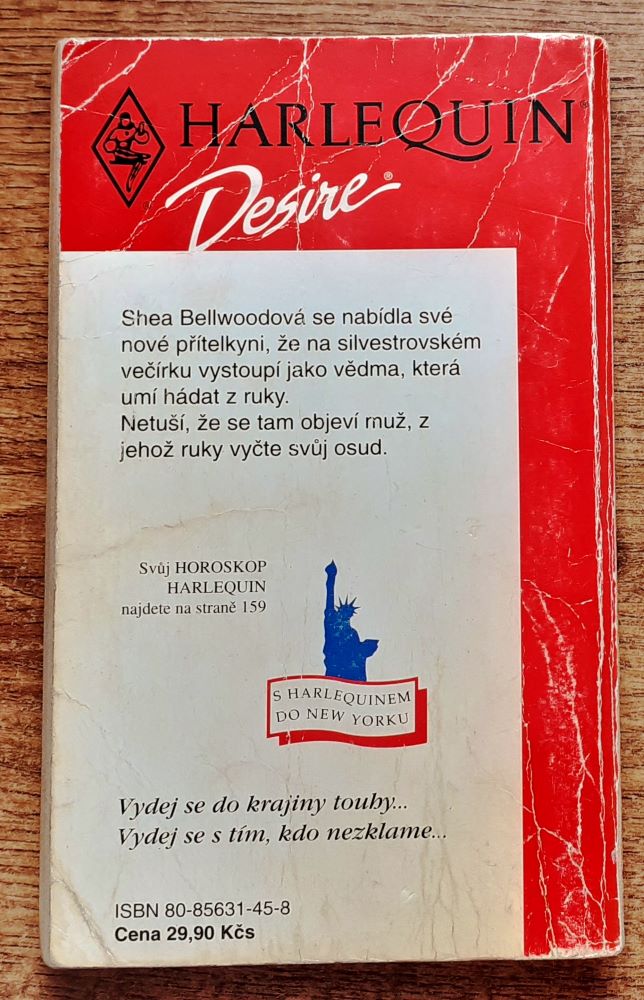 HARLEQUIN®
Desire®
®
Shea Bellwoodová se nabídla své
nové přítelkyni, že na silvestrovském
večírku vystoupí jako vědma, která
umí hádat z ruky.
Netuší, že se tam objeví muž, z
jehož ruky vyčte svůj osud.
Svůj HOROSKOP
HARLEQUIN
najdete na straně 159
S HARLEQUINEM
DO NEW YORKU
Vydej se do krajiny touhy...
Vydej se s tím, kdo nezklame...
ISBN 80-85631-45-8
Cena 29,90 Kčs